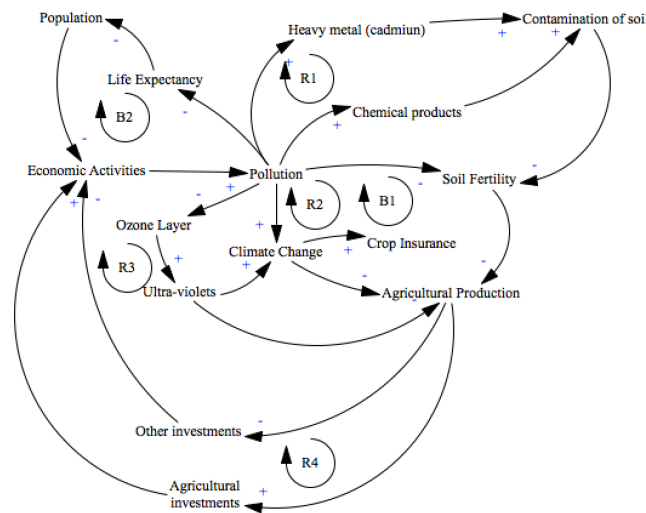 Population
Heavy metal (cadmiun)
Contamination of soil
-
+
+
+
R1
Life Expectancy
Chemical products
B2
-
+
-
-
Economic Activities
Pollution
Soil Fertility
+
-
-
+
-
R2
B1
Ozone Layer
+
Climate Change
Crop Insurance
+
+
+
-
R3
-
-
Ultra-violets
Agricultural Production
Other investments
-
R4
Agricultural
investments
+